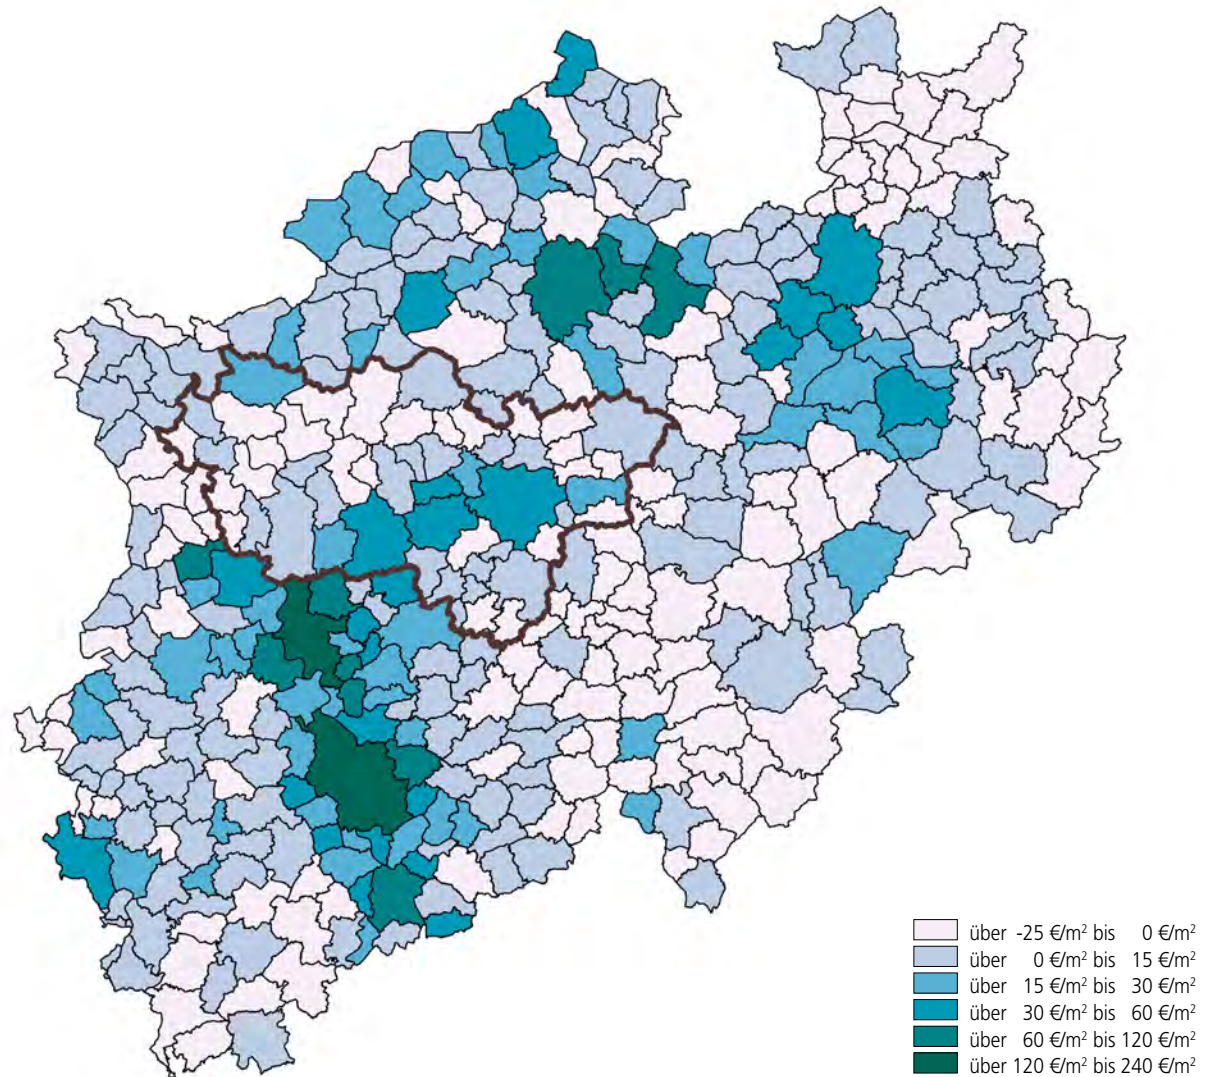 über -25 €/m² bis 0 €/m²
über 0 €/m² bis 15 €/m²
über 15 €/m² bis 30 €/m²
über 30 €/m² bis 60 €/m²
über 60 €/m² bis 120 €/m²
über 120 €/m² bis 240 €/m²